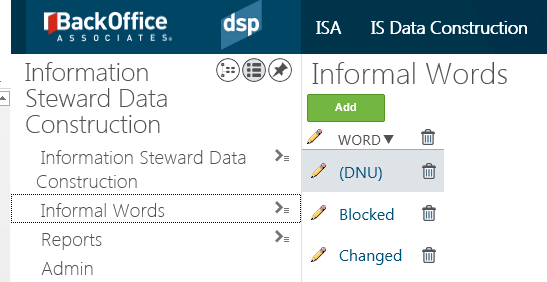 BackOffice
ASSOCIATES®
dsp
ISA
IS Data Construction
Information
Steward Data
Construction
Information Steward Data
Construction
Informal Words
Reports
Admin
Informal Words
Add
WORD▼
(DNU)
Blocked
Changed